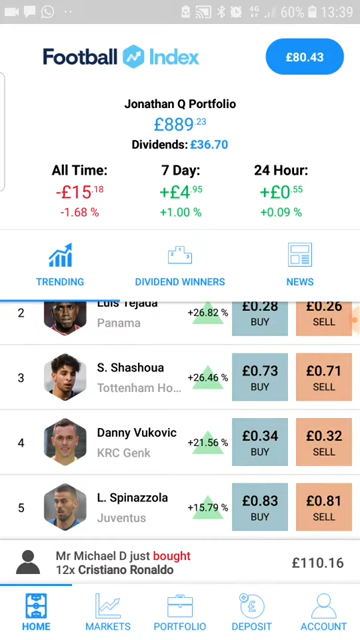 4G 60% 13:39
Football Index
£80.43
Jonathan Q Portfolio
£889.23
Dividends: £36.70
All Time: 7 Day: 24 Hour:
-£15.18 +£4.95 +£0.55
-1.68 % +1.00 % +0.09 %
TRENDING DIVIDEND WINNERS NEWS
2 Luis Tejada +26.82 % £0.28 £0.26
Panama BUY SELL
3 S. Shashoua +26.46 % £0.73 £0.71
Tottenham Ho... BUY SELL
4 Danny Vukovic +21.56 % £0.34 £0.32
KRC Genk BUY SELL
5 L. Spinazzola +15.79 % £0.83 £0.81
Juventus BUY SELL
Mr Michael D just bought
12x Cristiano Ronaldo £110.16
HOME MARKETS PORTFOLIO DEPOSIT ACCOUNT